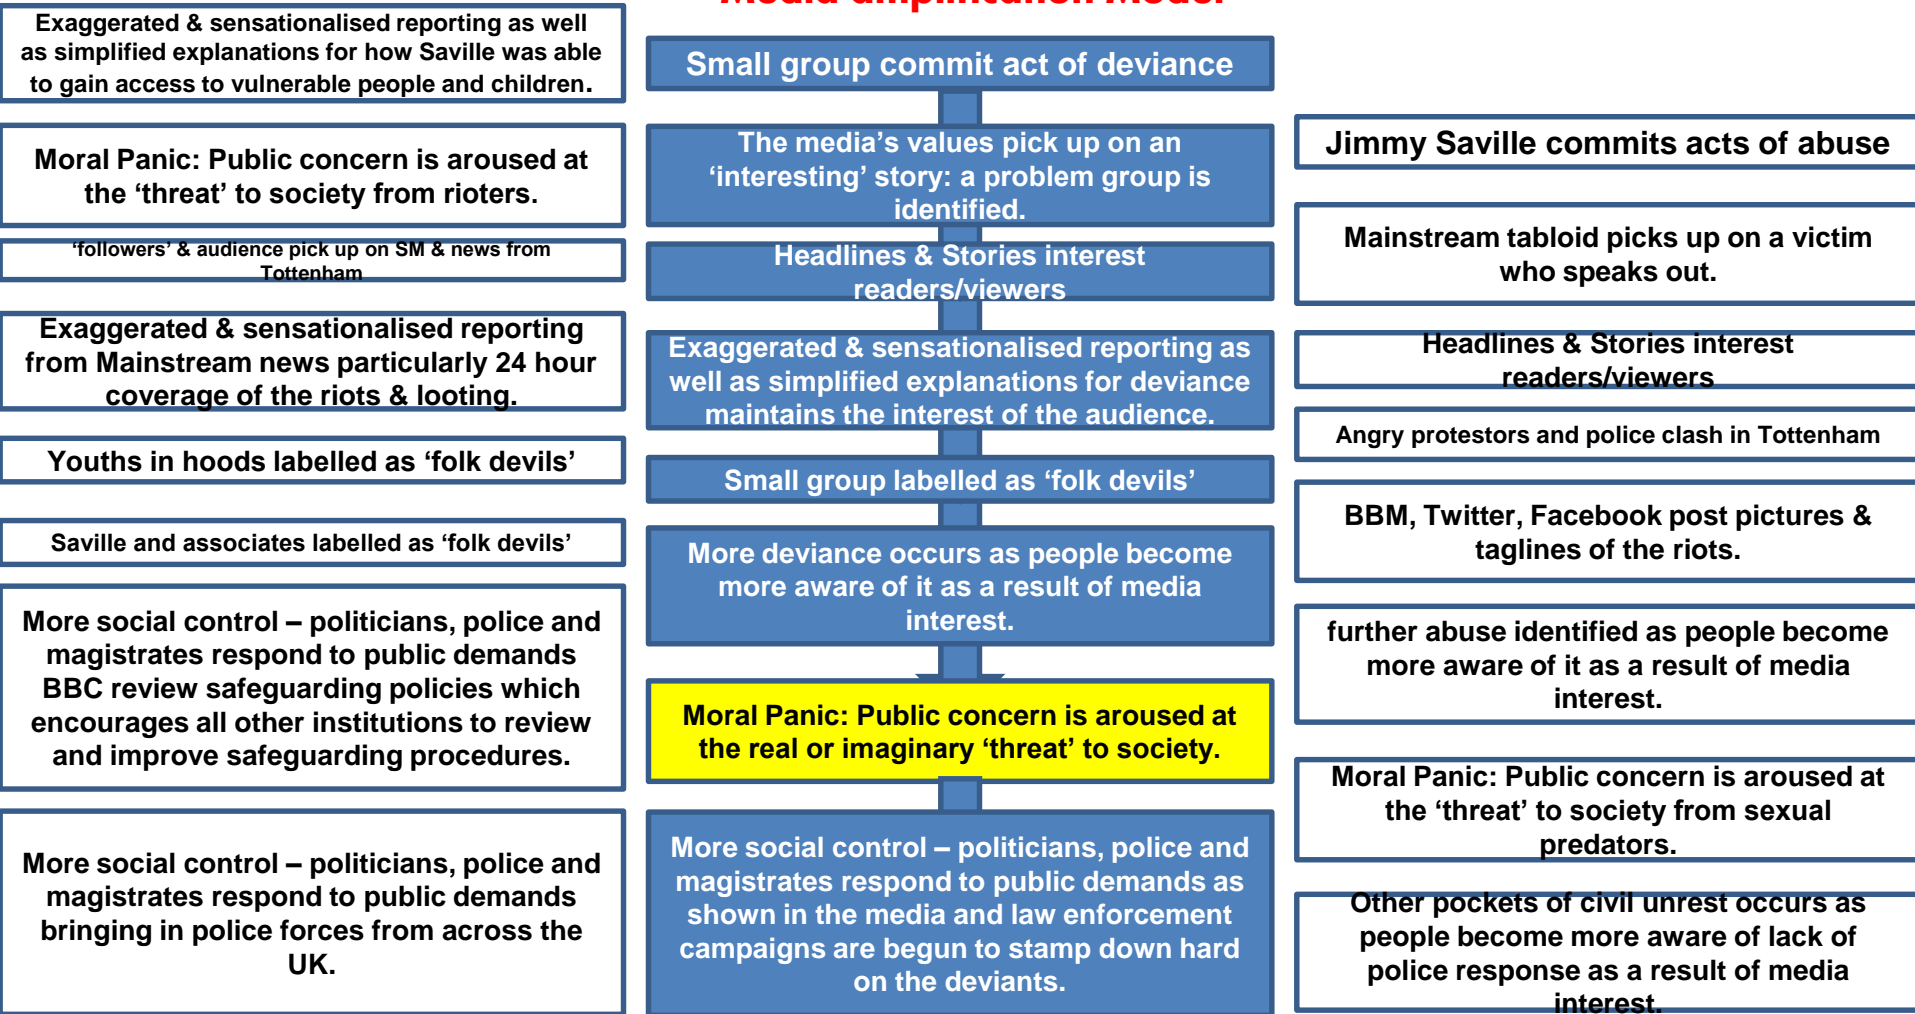 Media amplification Model
Exaggerated & sensationalised reporting as well
as simplified explanations for how Saville was able
to gain access to vulnerable people and children.
Moral Panic: Public concern is aroused at
the ‘threat’ to society from rioters.
‘followers’ & audience pick up on SM & news from
Tottenham
Exaggerated & sensationalised reporting
from Mainstream news particularly 24 hour
coverage of the riots & looting.
Youths in hoods labelled as ‘folk devils’
Saville and associates labelled as ‘folk devils’
More social control – politicians, police and
magistrates respond to public demands
BBC review safeguarding policies which
encourages all other institutions to review
and improve safeguarding procedures.
More social control – politicians, police and
magistrates respond to public demands
bringing in police forces from across the
UK.
Small group commit act of deviance
The media’s values pick up on an
‘interesting’ story: a problem group is
identified.
Headlines & Stories interest
readers/viewers
Exaggerated & sensationalised reporting as
well as simplified explanations for deviance
maintains the interest of the audience.
Small group labelled as ‘folk devils’
More deviance occurs as people become
more aware of it as a result of media
interest.
Moral Panic: Public concern is aroused at
the real or imaginary ‘threat’ to society.
More social control – politicians, police and
magistrates respond to public demands as
shown in the media and law enforcement
campaigns are begun to stamp down hard
on the deviants.
Jimmy Saville commits acts of abuse
Mainstream tabloid picks up on a victim
who speaks out.
Headlines & Stories interest
readers/viewers
Angry protestors and police clash in Tottenham
BBM, Twitter, Facebook post pictures &
taglines of the riots.
further abuse identified as people become
more aware of it as a result of media
interest.
Moral Panic: Public concern is aroused at
the ‘threat’ to society from sexual
predators.
Other pockets of civil unrest occurs as
people become more aware of lack of
police response as a result of media
interest.